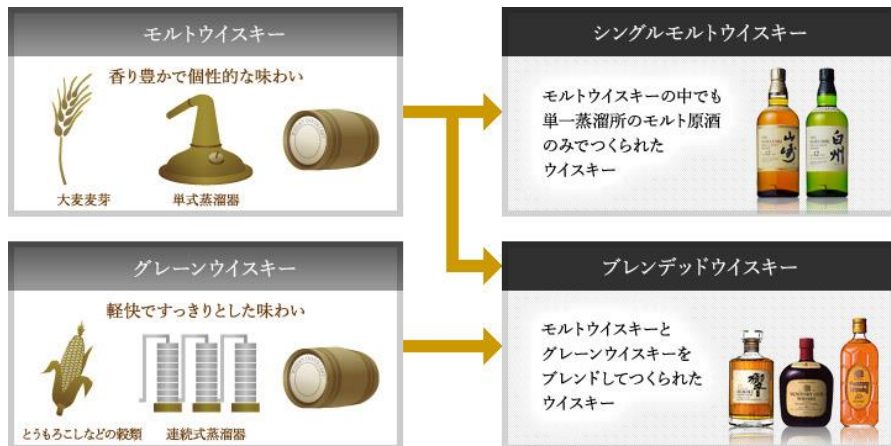 モルトウイスキー
香り豊かで個性的な味わい
大麦麦芽
単式蒸溜器
シングルモルトウイスキー
モルトウイスキーの中でも
単一蒸溜所のモルト原酒
のみでつくられた
ウイスキー
山崎
白州
グレーンウイスキー
軽快ですっきりとした味わい
とうもろこしなどの穀類
連続式蒸溜器
ブレンデッドウイスキー
モルトウイスキーと
グレーンウイスキーを
ブレンドしてつくられた
ウイスキー
響